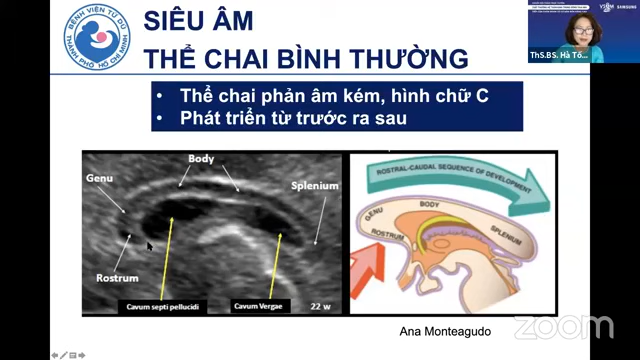 BỆNH VIỆN TỪ DŨ
THÀNH PHỐ HỒ CHÍ MINH
SIÊU ÂM
THỂ CHAI BÌNH THƯỜNG
• Thể chai phản âm kém, hình chữ C
• Phát triển từ trước ra sau
Body
Genu
Splenium
Rostrum
Cavum septi pellucidi
Cavum Vergae
22 w
ROSTRAL-CAUDAL SEQUENCE OF DEVELOPMENT
GENU
BODY
ROSTRUM
SPLENIUM
Ana Monteagudo
SAMSUNG
ThS.BS. Hà Tố...
zoom